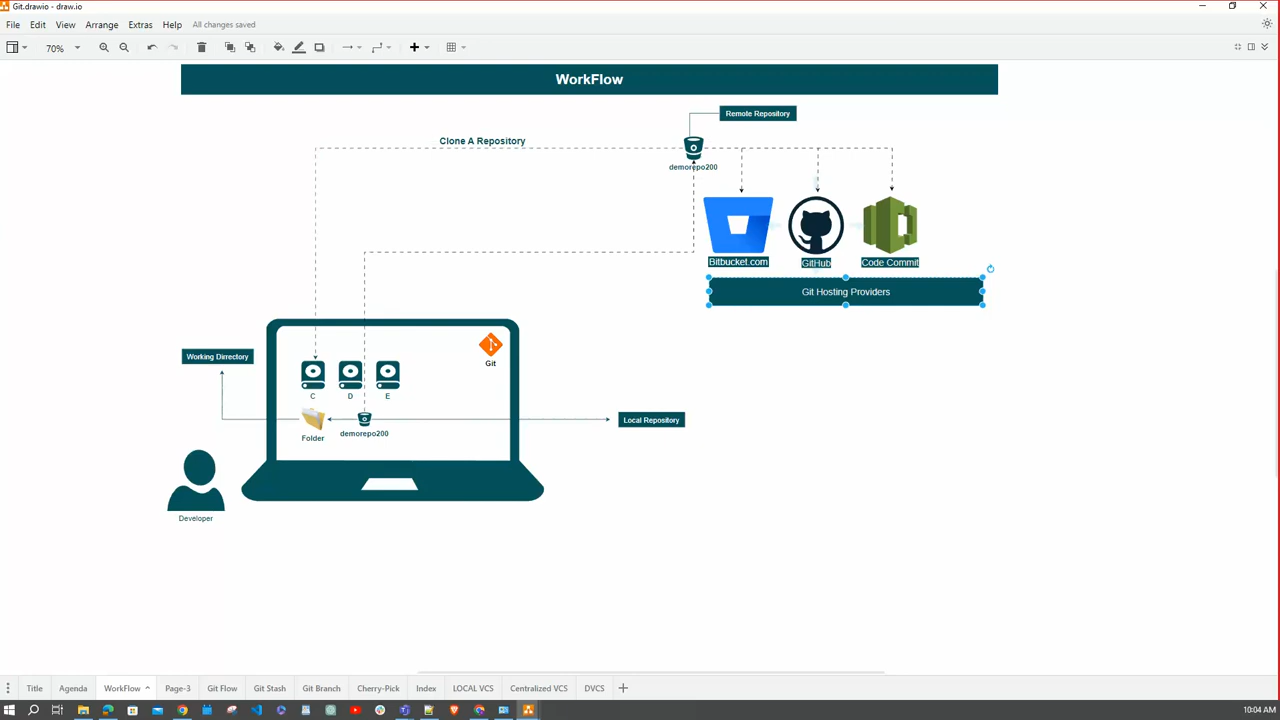 Git.drawio - draw.io
File Edit View Arrange Extras Help All changes saved
70%
WorkFlow
Remote Repository
Clone A Repository
demorepo200
Bitbucket.com GitHub Code Commit
Git Hosting Providers
Git
Working Dirrectory
C D E
Local Repository
demorepo200
Folder
Developer
Title Agenda WorkFlow Page-3 Git Flow Git Stash Git Branch Cherry-Pick Index LOCAL VCS Centralized VCS DVCS
10:04 AM